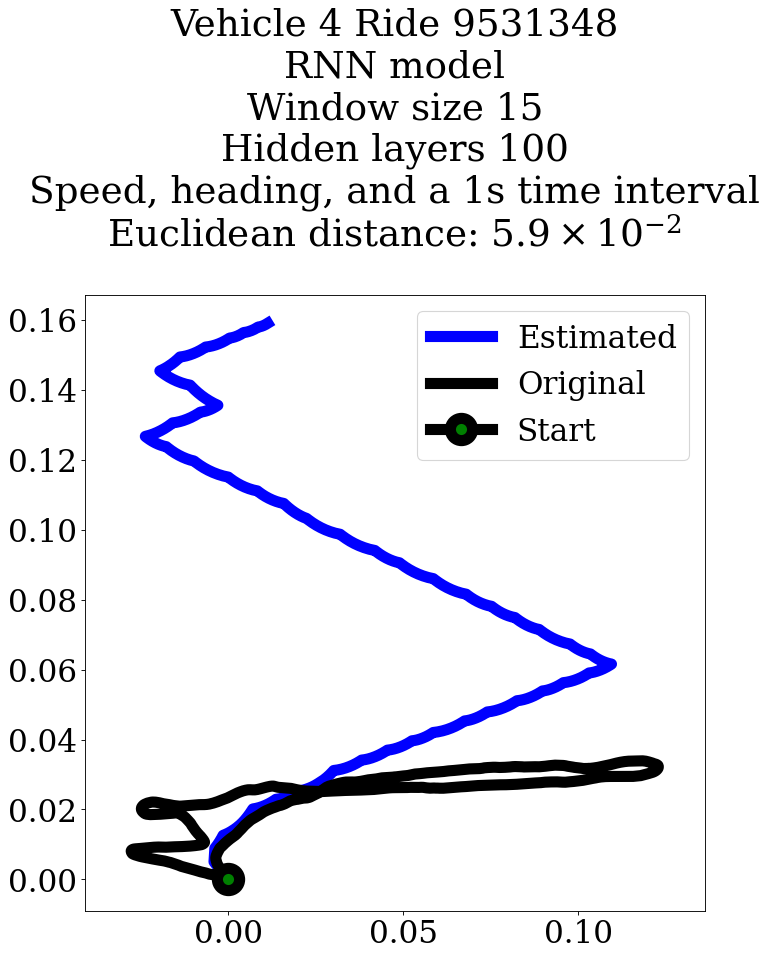 Vehicle 4 Ride 9531348
RNN model
Window size 15
Hidden layers 100
Speed, heading, and a 1s time interval
Euclidean distance: 5.9 × 10⁻²
Estimated
Original
Start
0.16
0.14
0.12
0.10
0.08
0.06
0.04
0.02
0.00
0.00 0.05 0.10